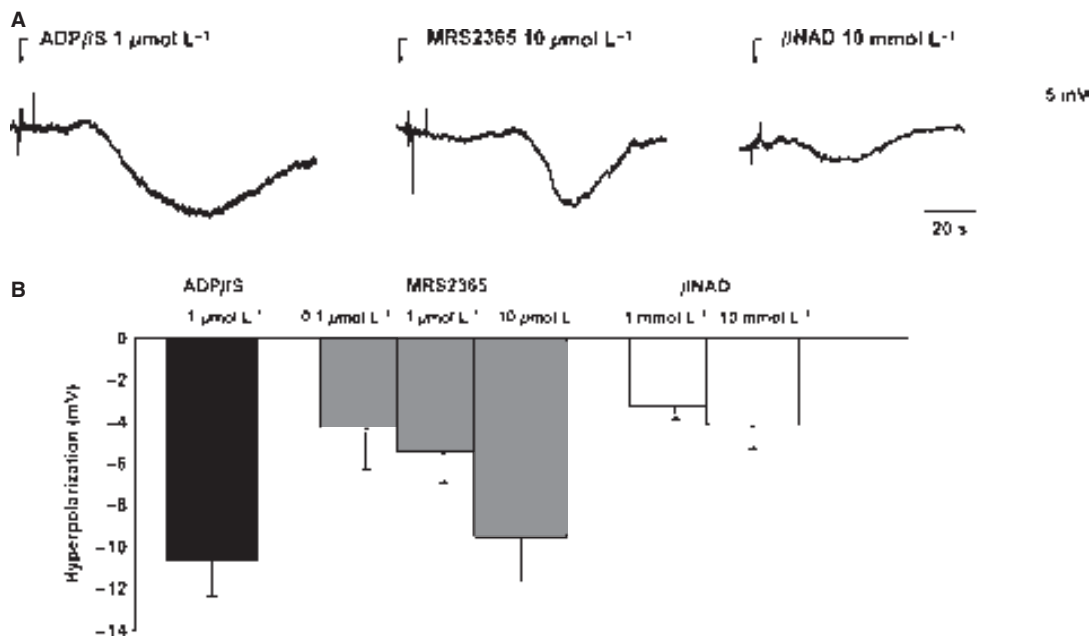 A
ADPβS 1 μmol L⁻¹ MRS2365 10 μmol L⁻¹ βNAD 10 mmol L⁻¹
5 mV
20 s
B
ADPβS MRS2365 βNAD
1 μmol L⁻¹ 0.1 μmol L⁻¹ 1 μmol L⁻¹ 10 μmol L 1 mmol L⁻¹ 10 mmol L⁻¹
0
−2
−4
−6
−8
−10
−12
−14
Hyperpolarization (mV)